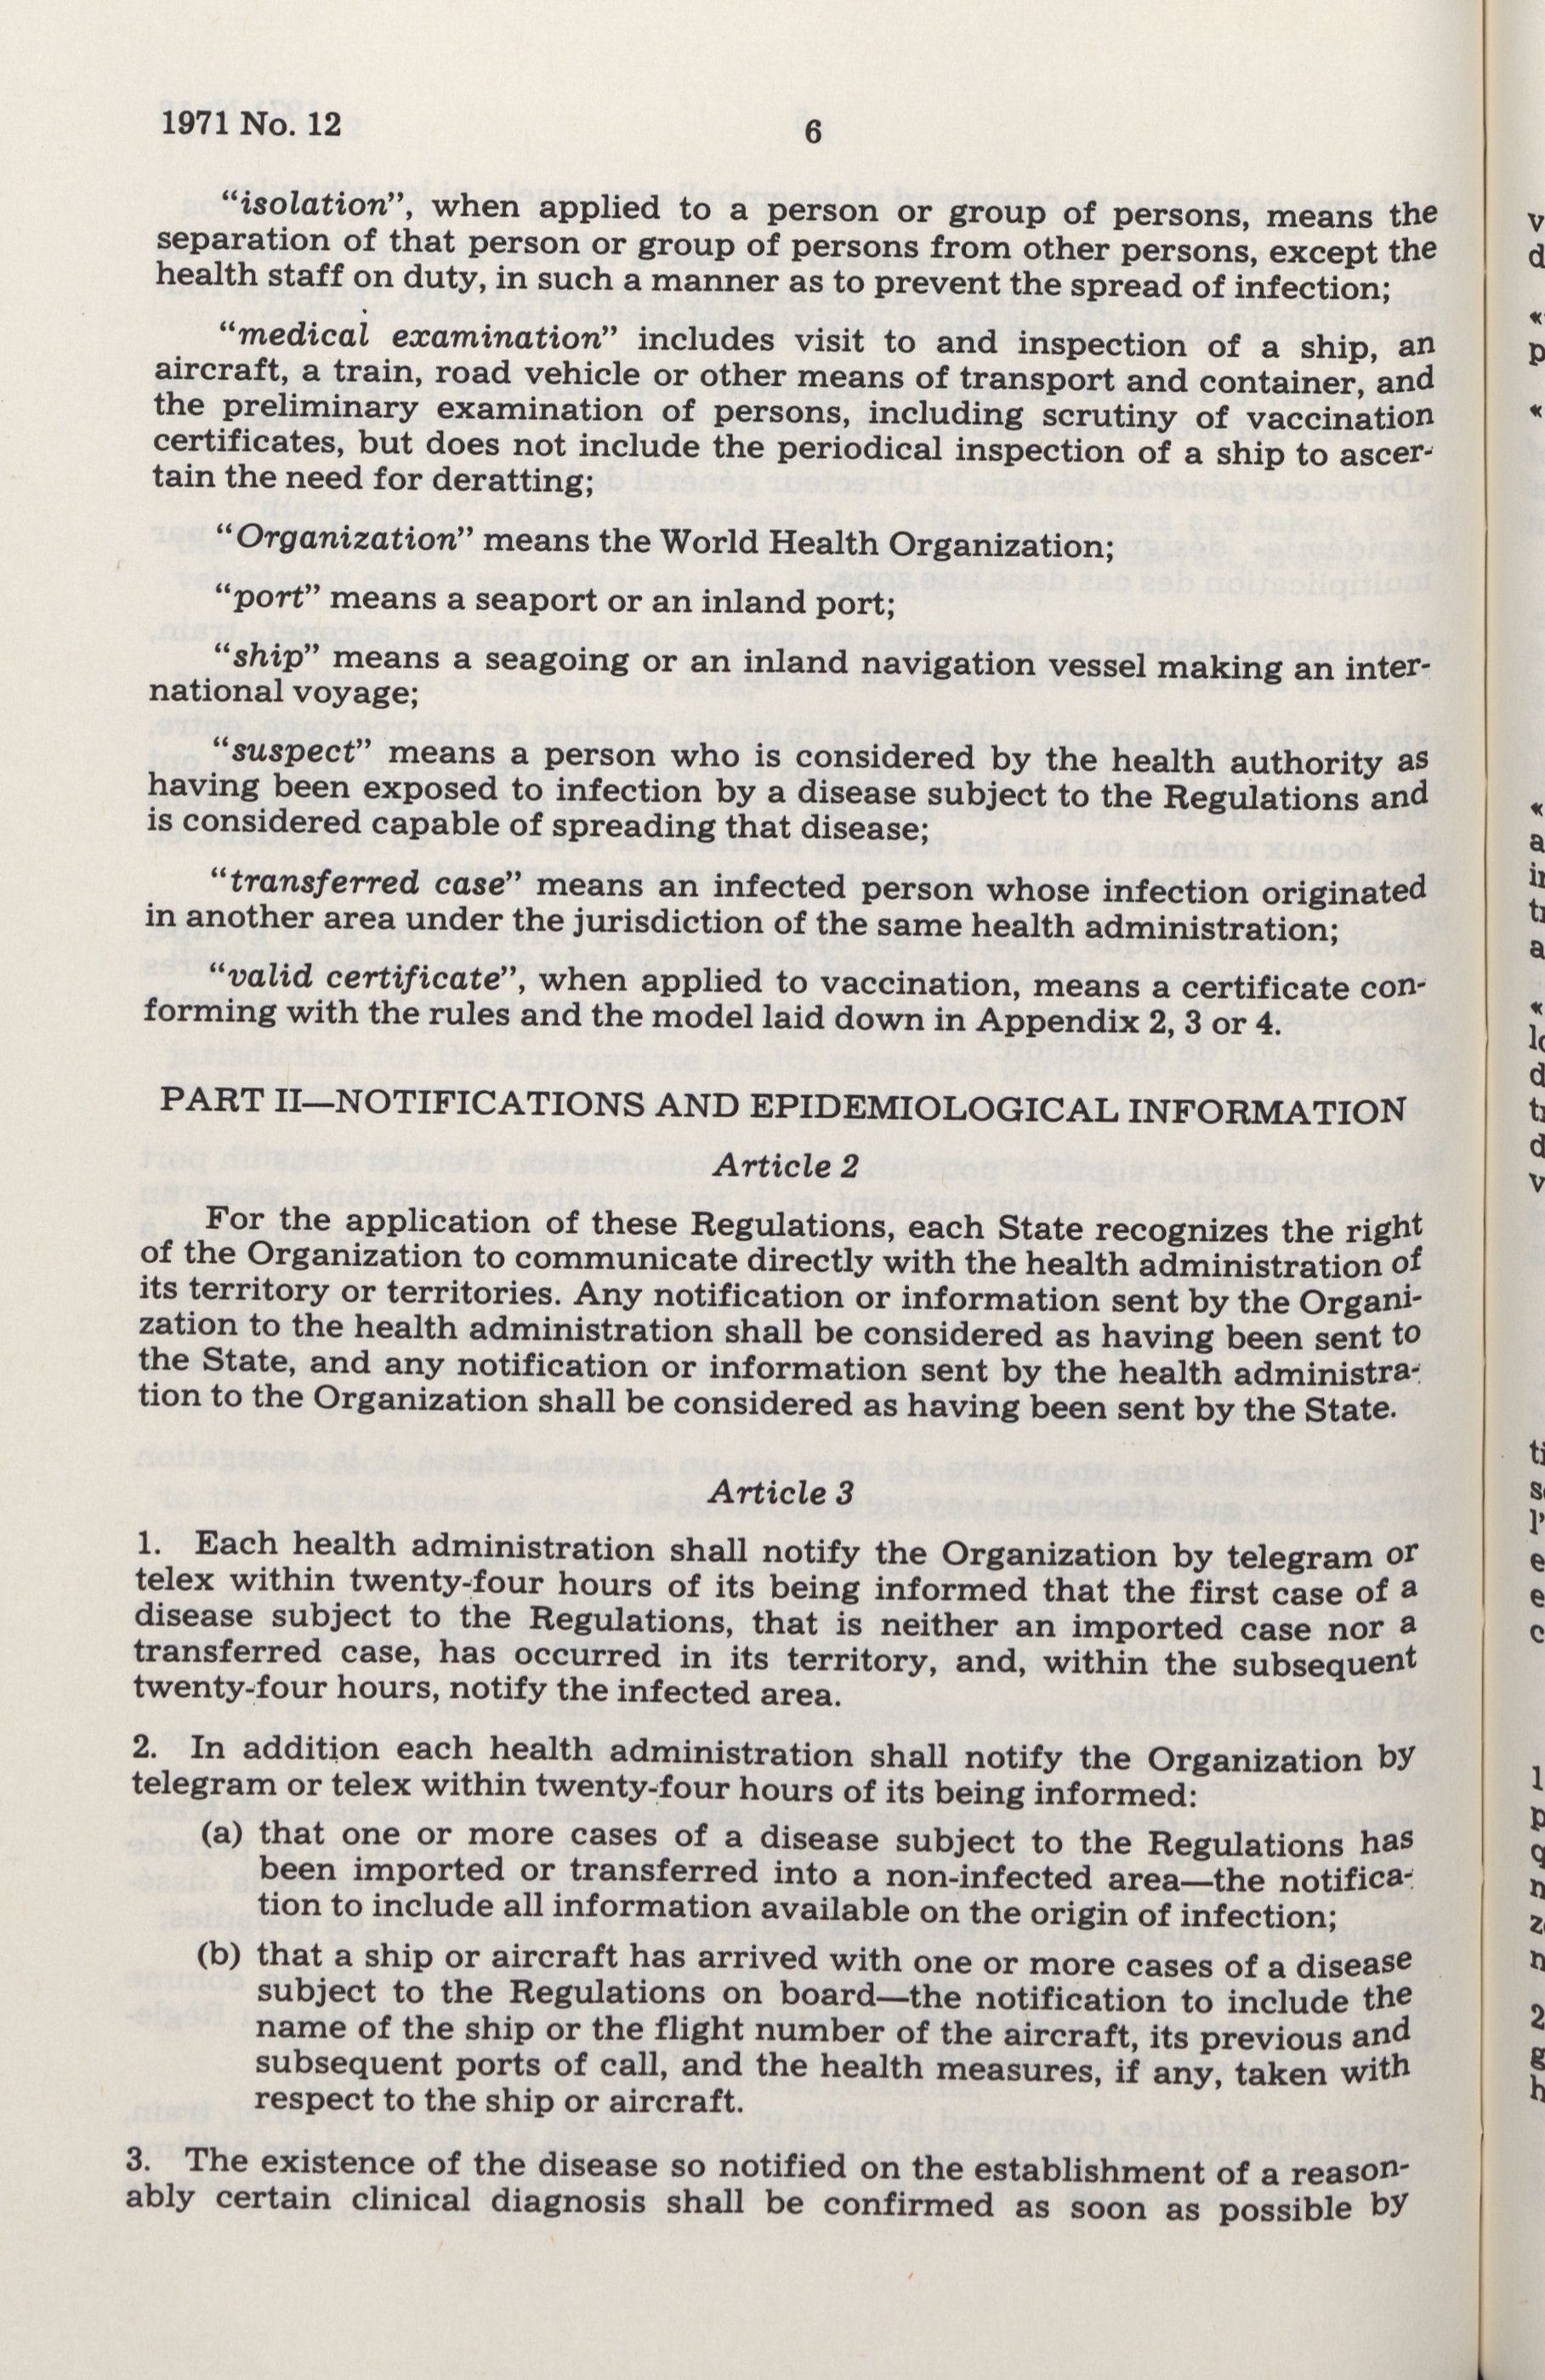 1971 No. 12
6
“isolation”, when applied to a person or group of persons, means the
separation of that person or group of persons from other persons, except the
health staff on duty, in such a manner as to prevent the spread of infection;
“medical examination” includes visit to and inspection of a ship, an
aircraft, a train, road vehicle or other means of transport and container, and
the preliminary examination of persons, including scrutiny of vaccination
certificates, but does not include the periodical inspection of a ship to ascer-
tain the need for deratting;
“Organization” means the World Health Organization;
“port” means a seaport or an inland port;
“ship” means a seagoing or an inland navigation vessel making an inter-
national voyage;
“suspect” means a person who is considered by the health authority as
having been exposed to infection by a disease subject to the Regulations and
is considered capable of spreading that disease;
“transferred case” means an infected person whose infection originated
in another area under the jurisdiction of the same health administration;
“valid certificate”, when applied to vaccination, means a certificate con-
forming with the rules and the model laid down in Appendix 2, 3 or 4.
PART II—NOTIFICATIONS AND EPIDEMIOLOGICAL INFORMATION
Article 2
For the application of these Regulations, each State recognizes the right
of the Organization to communicate directly with the health administration of
its territory or territories. Any notification or information sent by the Organi-
zation to the health administration shall be considered as having been sent to
the State, and any notification or information sent by the health administra-
tion to the Organization shall be considered as having been sent by the State.
Article 3
1. Each health administration shall notify the Organization by telegram or
telex within twenty-four hours of its being informed that the first case of a
disease subject to the Regulations, that is neither an imported case nor a
transferred case, has occurred in its territory, and, within the subsequent
twenty-four hours, notify the infected area.
2. In addition each health administration shall notify the Organization by
telegram or telex within twenty-four hours of its being informed:
(a) that one or more cases of a disease subject to the Regulations has
been imported or transferred into a non-infected area—the notifica-
tion to include all information available on the origin of infection;
(b) that a ship or aircraft has arrived with one or more cases of a disease
subject to the Regulations on board—the notification to include the
name of the ship or the flight number of the aircraft, its previous and
subsequent ports of call, and the health measures, if any, taken with
respect to the ship or aircraft.
3. The existence of the disease so notified on the establishment of a reason-
ably certain clinical diagnosis shall be confirmed as soon as possible by